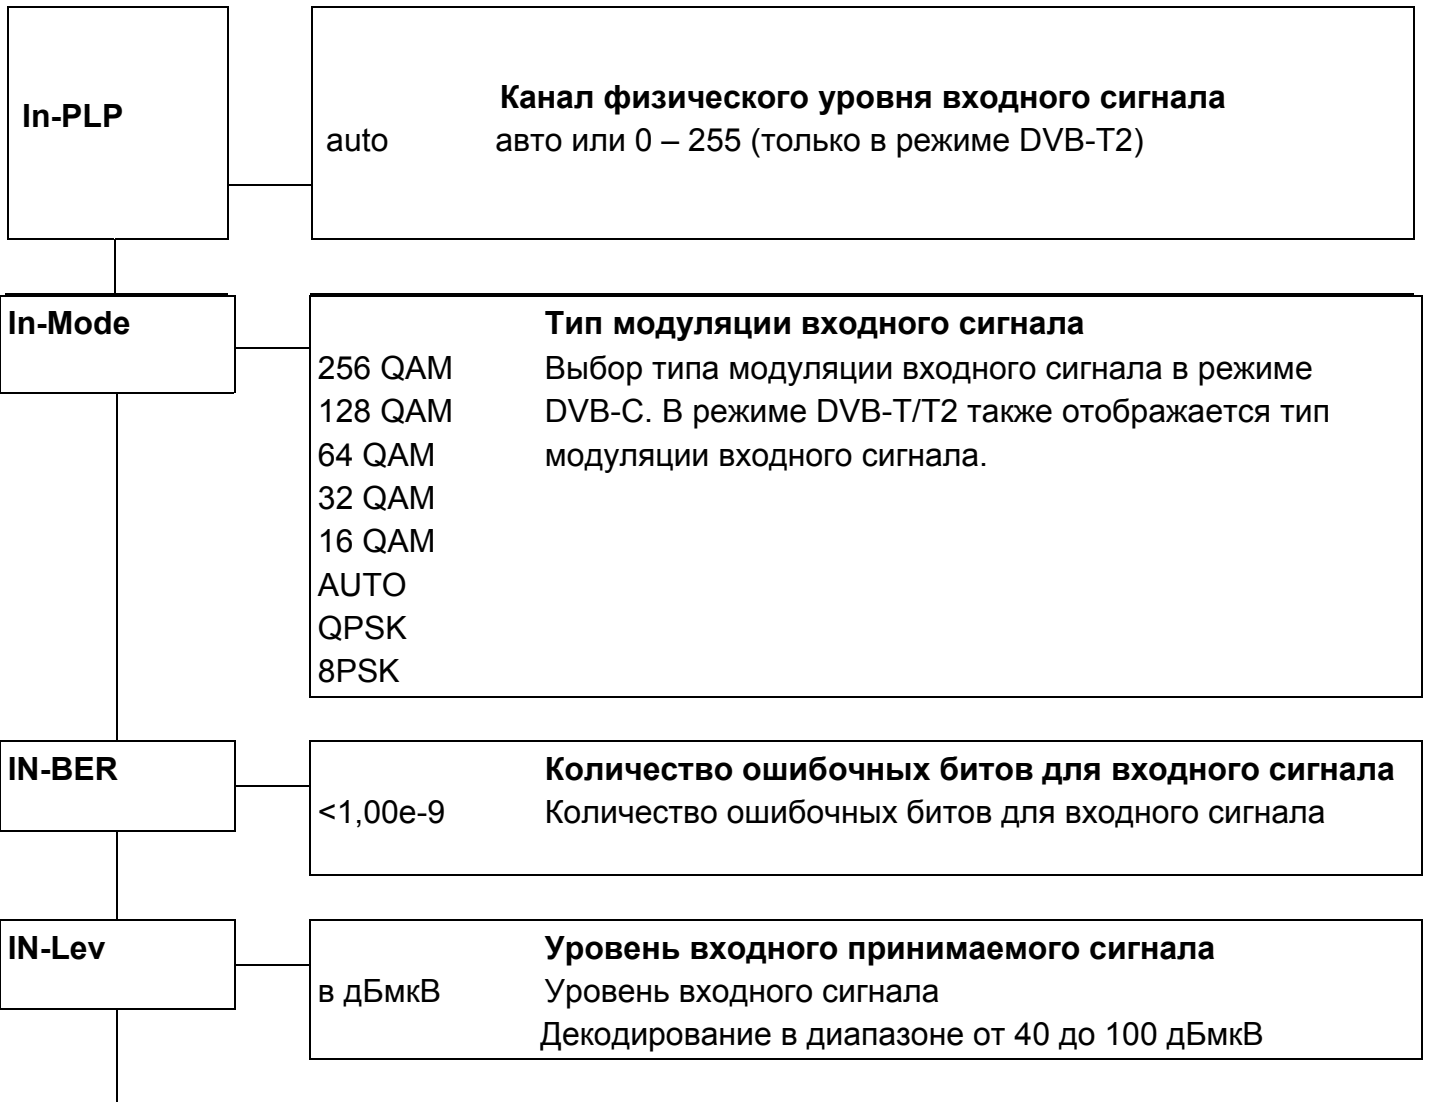 In-PLP
Канал физического уровня входного сигнала
auto авто или 0 – 255 (только в режиме DVB-T2)
In-Mode
Тип модуляции входного сигнала
256 QAM Выбор типа модуляции входного сигнала в режиме
128 QAM DVB-C. В режиме DVB-T/T2 также отображается тип
64 QAM модуляции входного сигнала.
32 QAM
16 QAM
AUTO
QPSK
8PSK
IN-BER
Количество ошибочных битов для входного сигнала
<1,00e-9 Количество ошибочных битов для входного сигнала
IN-Lev
Уровень входного принимаемого сигнала
в дБмкВ Уровень входного сигнала
Декодирование в диапазоне от 40 до 100 дБмкВ